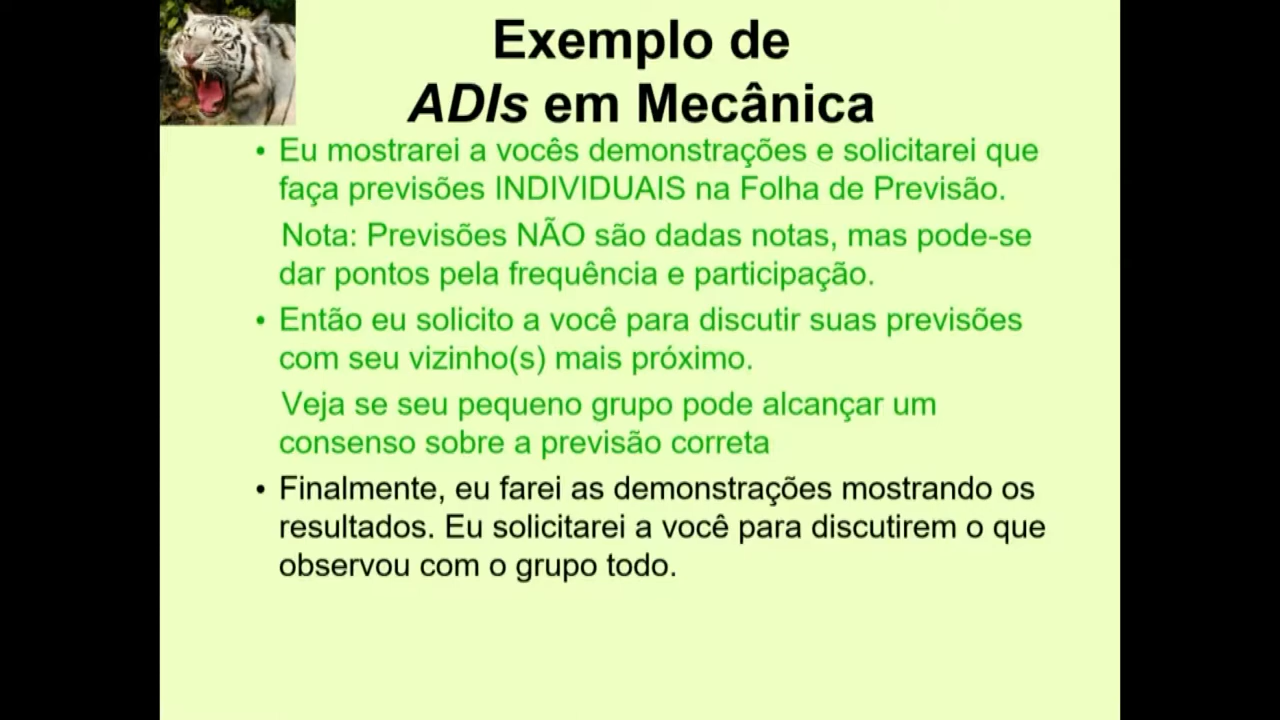 Exemplo de
ADIs em Mecânica
• Eu mostrarei a vocês demonstrações e solicitarei que
faça previsões INDIVIDUAIS na Folha de Previsão.
Nota: Previsões NÃO são dadas notas, mas pode-se
dar pontos pela frequência e participação.
• Então eu solicito a você para discutir suas previsões
com seu vizinho(s) mais próximo.
Veja se seu pequeno grupo pode alcançar um
consenso sobre a previsão correta
• Finalmente, eu farei as demonstrações mostrando os
resultados. Eu solicitarei a você para discutirem o que
observou com o grupo todo.